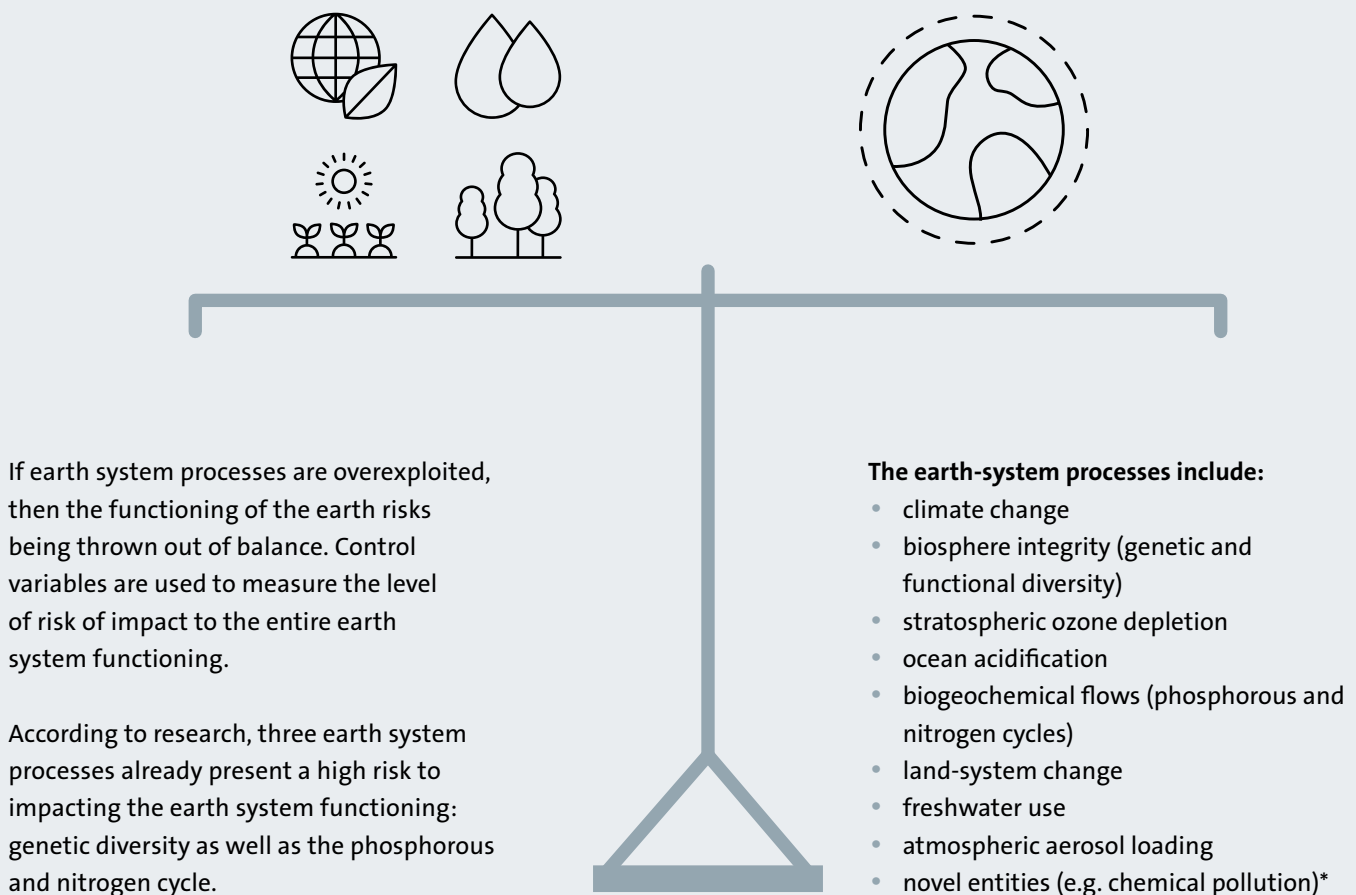 If earth system processes are overexploited,
then the functioning of the earth risks
being thrown out of balance. Control
variables are used to measure the level
of risk of impact to the entire earth
system functioning.
According to research, three earth system
processes already present a high risk to
impacting the earth system functioning:
genetic diversity as well as the phosphorous
and nitrogen cycle.
The earth-system processes include:
• climate change
• biosphere integrity (genetic and
functional diversity)
• stratospheric ozone depletion
• ocean acidification
• biogeochemical flows (phosphorous and
nitrogen cycles)
• land-system change
• freshwater use
• atmospheric aerosol loading
• novel entities (e.g. chemical pollution)*